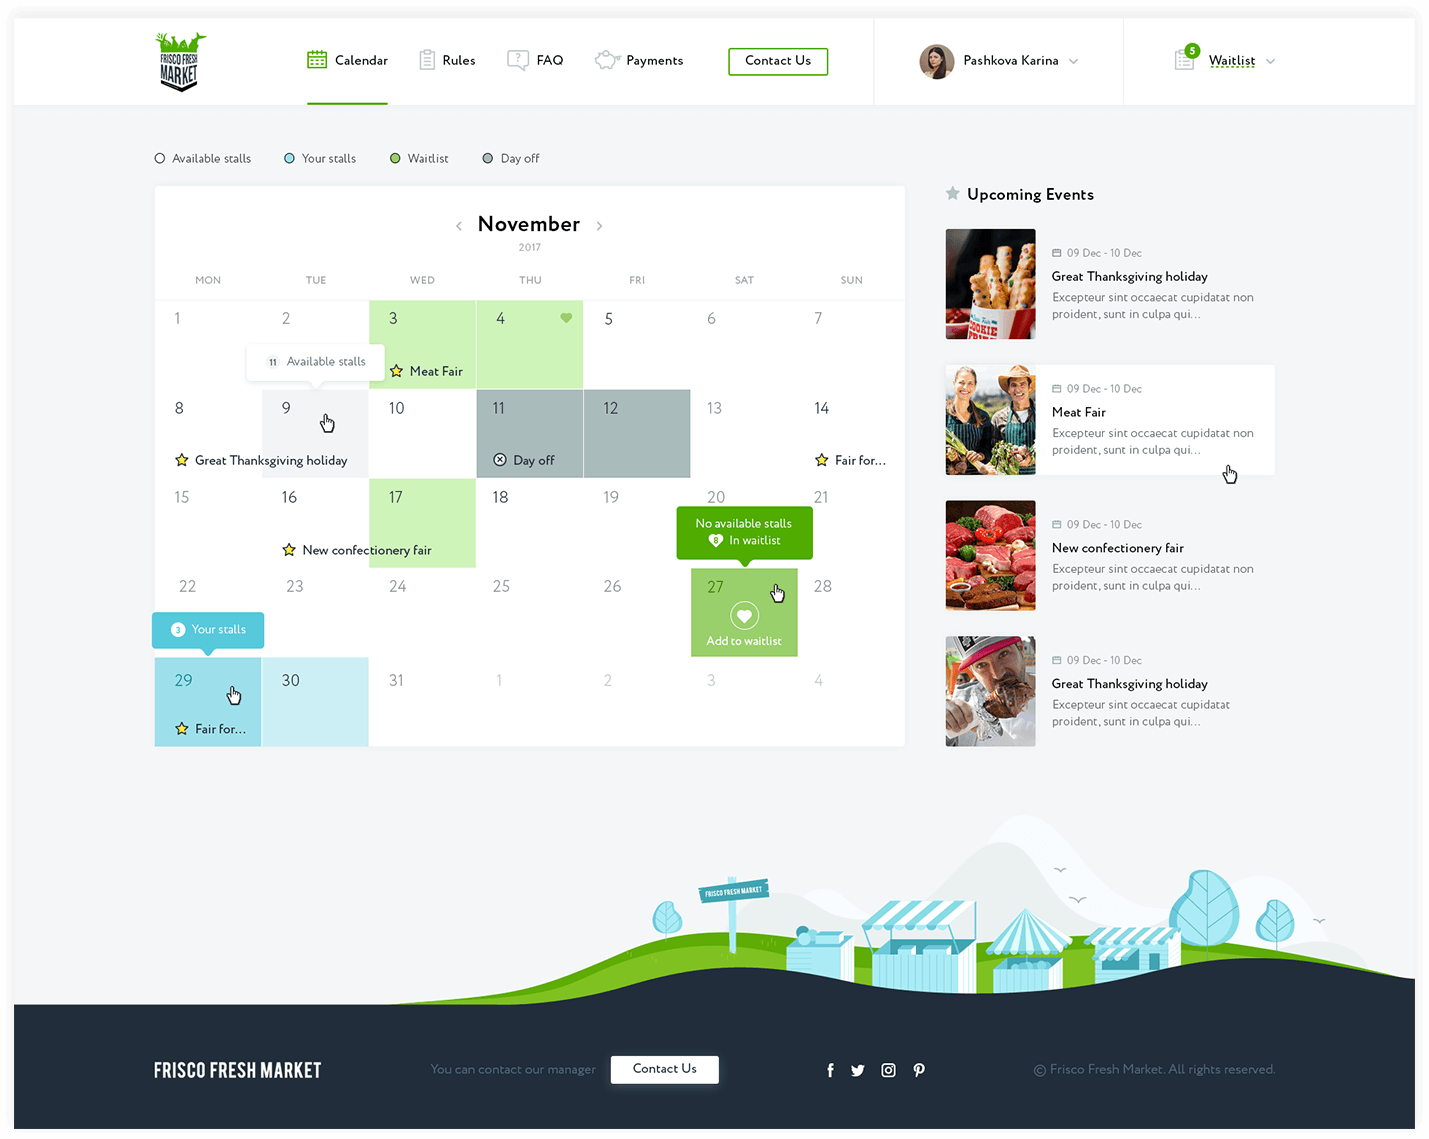 FRISCO FRESH
MARKET
Calendar
Rules
?
FAQ
Payments
Contact Us
Pashkova Karina
5
Waitlist
Available stalls
Your stalls
Waitlist
Day off
November
2017
MON TUE WED THU FRI SAT SUN
1 2 3 4 5 6 7
11 Available stalls
Meat Fair
8 9 10 11 12 13 14
Great Thanksgiving holiday
Day off
Fair for...
15 16 17 18 19 20 21
No available stalls
8 In waitlist
New confectionery fair
22 23 24 25 26 27 28
3 Your stalls
Add to waitlist
29 30 31 1 2 3 4
Fair for...
Upcoming Events
COOKIE
FRIES
09 Dec - 10 Dec
Great Thanksgiving holiday
Excepteur sint occaecat cupidatat non
proident, sunt in culpa qui...
09 Dec - 10 Dec
Meat Fair
Excepteur sint occaecat cupidatat non
proident, sunt in culpa qui...
09 Dec - 10 Dec
New confectionery fair
Excepteur sint occaecat cupidatat non
proident, sunt in culpa qui...
09 Dec - 10 Dec
Great Thanksgiving holiday
Excepteur sint occaecat cupidatat
proident, sunt in culpa qui...
FRISCO FRESH MARKET
FRISCO FRESH MARKET
You can contact our manager
Contact Us
© Frisco Fresh Market. All rights reserved.